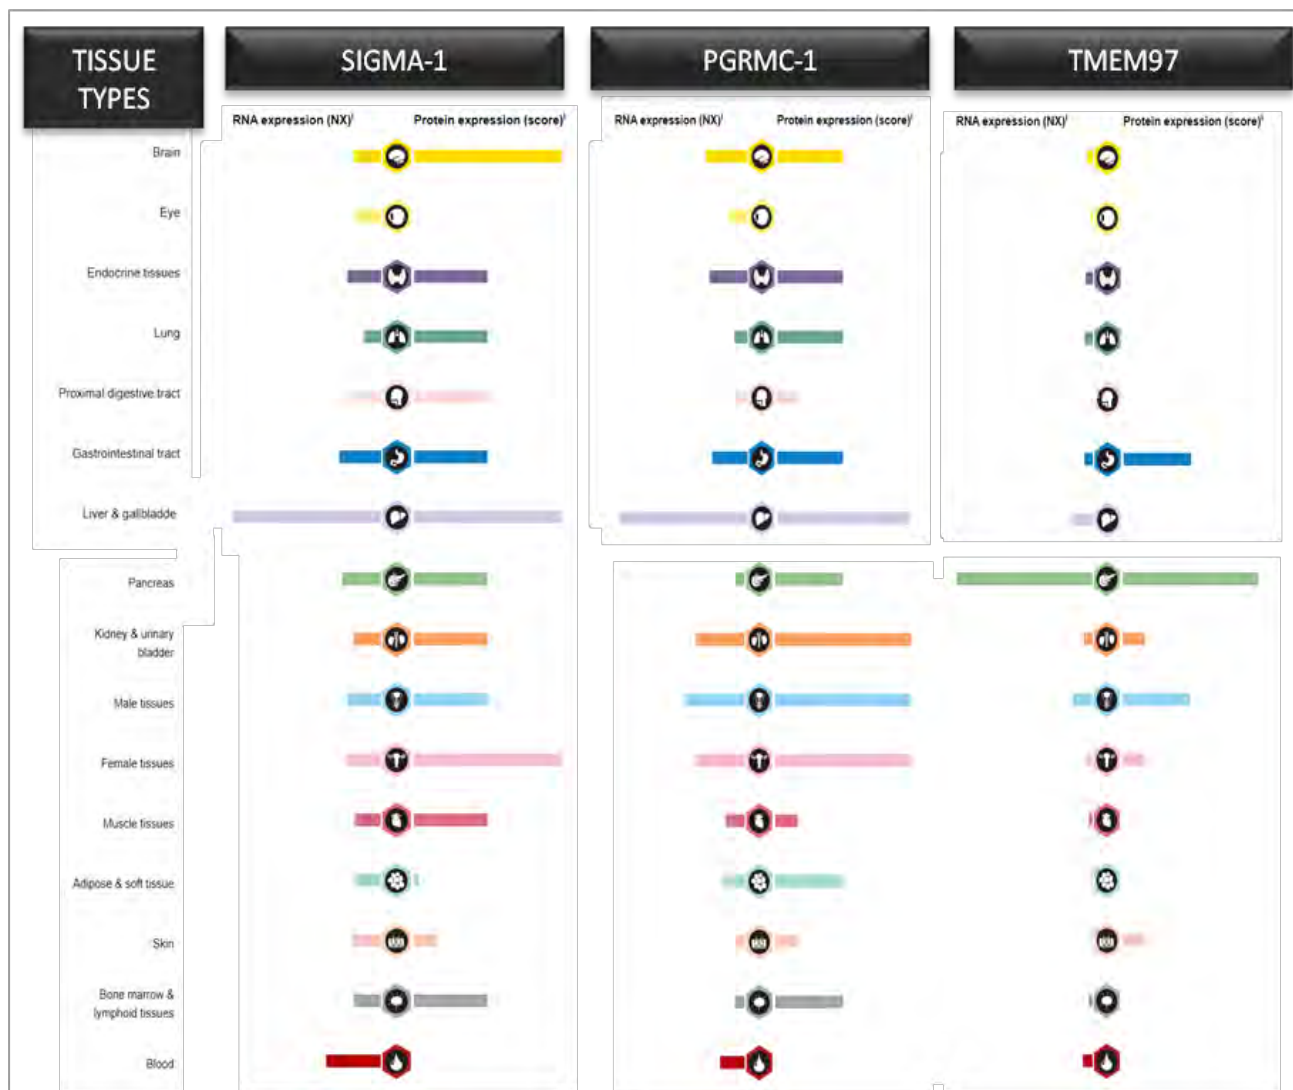 TISSUE
TYPES
SIGMA-1
PGRMC-1
TMEM97
RNA expression (NX)ⁱ
Protein expression (score)ⁱ
RNA expression (NX)ⁱ
Protein expression (score)ⁱ
RNA expression (NX)ⁱ
Protein expression (score)ⁱ
Brain
Eye
Endocrine tissues
Lung
Proximal digestive tract
Gastrointestinal tract
Liver & gallbladde
Pancreas
Kidney & urinary
bladder
Male tissues
Female tissues
Muscle tissues
Adipose & soft tissue
Skin
Bone marrow &
lymphoid tissues
Blood